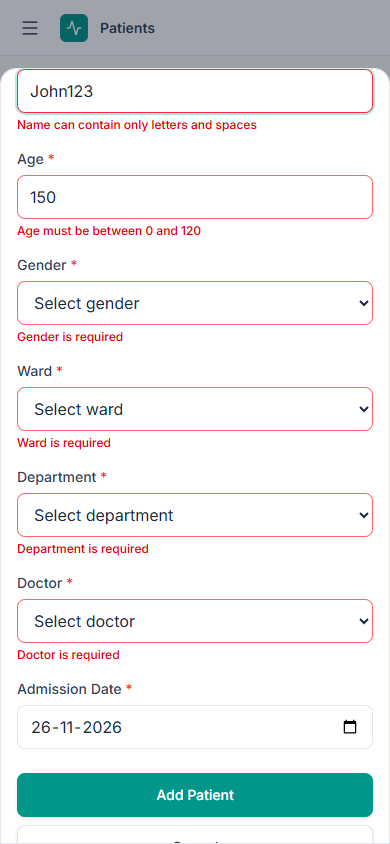 Patients
John123
Name can contain only letters and spaces
Age *
150
Age must be between 0 and 120
Gender *
Select gender
Gender is required
Ward *
Select ward
Ward is required
Department *
Select department
Department is required
Doctor *
Select doctor
Doctor is required
Admission Date *
26-11-2026
Add Patient